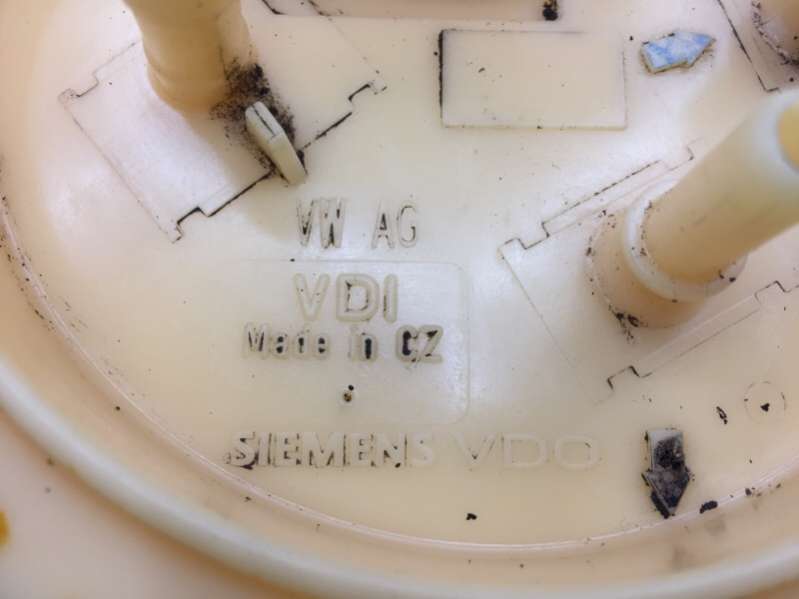 VW AG
VDI
Made in CZ
SIEMENS VDO